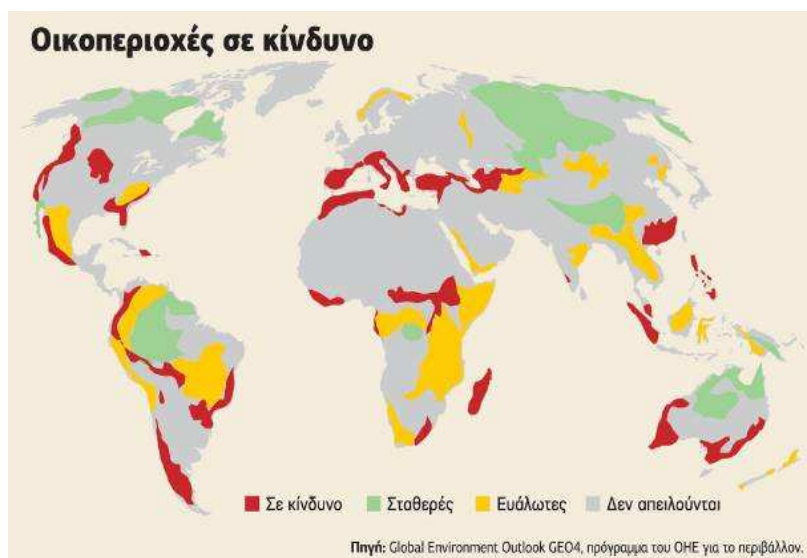 Οικοπεριοχές σε κίνδυνο
Σε κίνδυνο Σταθερές Ευάλωτες Δεν απειλούνται
Πηγή: Global Environment Outlook GEO4, πρόγραμμα του ΟΗΕ για το περιβάλλον.